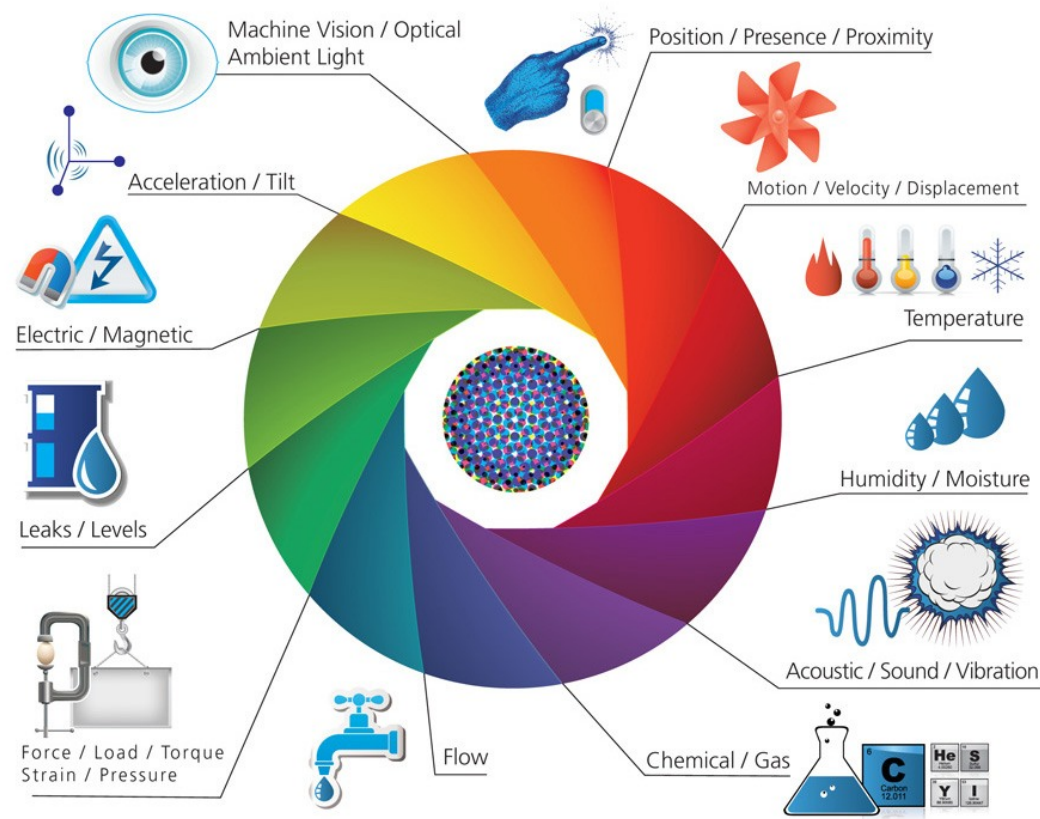 Machine Vision / Optical
Ambient Light
Position / Presence / Proximity
Acceleration / Tilt
Motion / Velocity / Displacement
Electric / Magnetic
Temperature
Leaks / Levels
Humidity / Moisture
Acoustic / Sound / Vibration
Force / Load / Torque
Strain / Pressure
Flow
Chemical / Gas
6
C
Carbon
12.011
He
S
Y
I